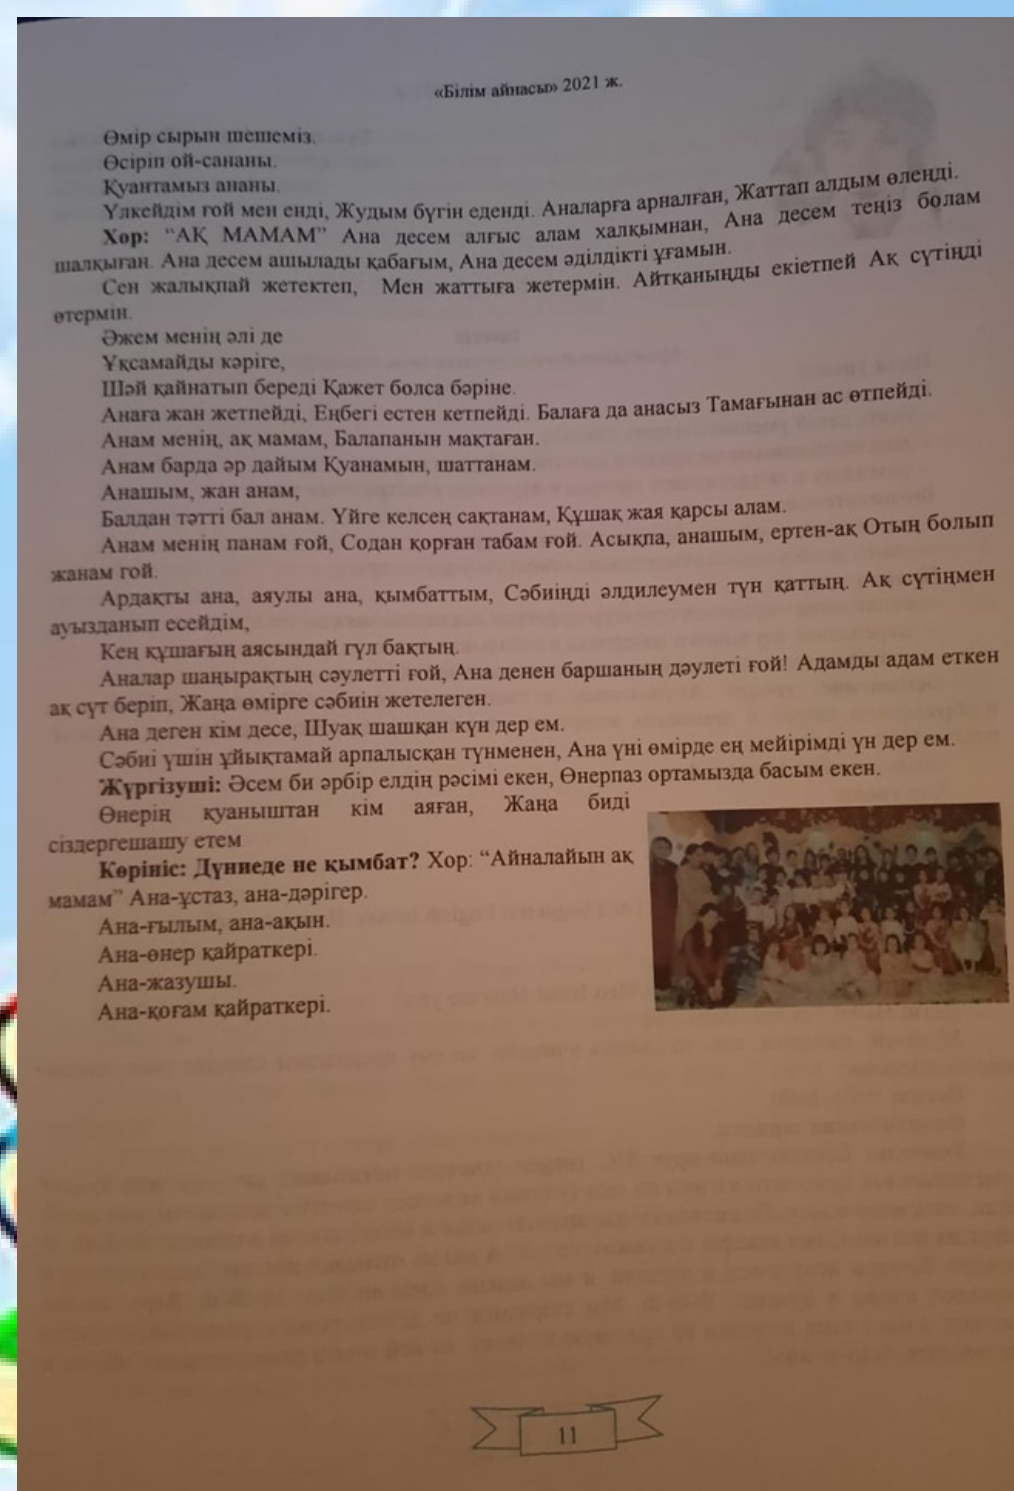 «Білім айнасы» 2021 ж.
Өмір сырын шешеміз.
Өсіріп ой-сананы.
Қуантамыз ананы.
Үлкейдім ғой мен енді, Жудым бүгін еденді. Аналарға арналған, Жаттап алдым өлеңді.
Хор: “АҚ МАМАМ” Ана десем алғыс алам халқымнан, Ана десем теңіз болам
шалқыған. Ана десем ашылады қабағым, Ана десем әділдікті ұғамын.
Сен жалықпай жетектеп, Мен жаттыға жетермін. Айтқаныңды екіетпей Ақ сүтіңді
өтермін.
Әжем менің әлі де
Ұқсамайды кәріге,
Шәй қайнатып береді Қажет болса бәріне.
Анаға жан жетпейді, Еңбегі естен кетпейді. Балаға да анасыз Тамағынан ас өтпейді.
Анам менің, ақ мамам, Балапанын мақтаған.
Анам барда әр дайым Қуанамын, шаттанам.
Анашым, жан анам,
Балдан тәтті бал анам. Үйге келсең сақтанам, Құшақ жая қарсы алам.
Анам менің панам ғой, Содан қорған табам ғой. Асықпа, анашым, ертең-ақ Отың болып
жанам ғой.
Ардақты ана, аяулы ана, қымбаттым, Сәбиіңді әлдилеумен түн қаттың. Ақ сүтіңмен
ауызданып есейдім,
Кең құшағың аясындай гүл бақтың.
Аналар шаңырақтың сәулетті ғой, Ана денен баршаның дәулеті ғой! Адамды адам еткен
ақ сүт беріп, Жаңа өмірге сәбиін жетелеген.
Ана деген кім десе, Шуақ шашқан күн дер ем.
Сәбиі үшін ұйықтамай арпалысқан түнменен, Ана үні өмірде ең мейірімді үн дер ем.
Жүргізуші: Әсем би әрбір елдің рәсімі екен, Өнерпаз ортамызда басым екен.
Өнерің қуаныштан кім аяған, Жаңа биді
сіздергешашу етем
Көрініс: Дүниеде не қымбат? Хор: “Айналайын ақ
мамам” Ана-ұстаз, ана-дәрігер.
Ана-ғылым, ана-ақын.
Ана-өнер қайраткері.
Ана-жазушы.
Ана-қоғам қайраткері.
11